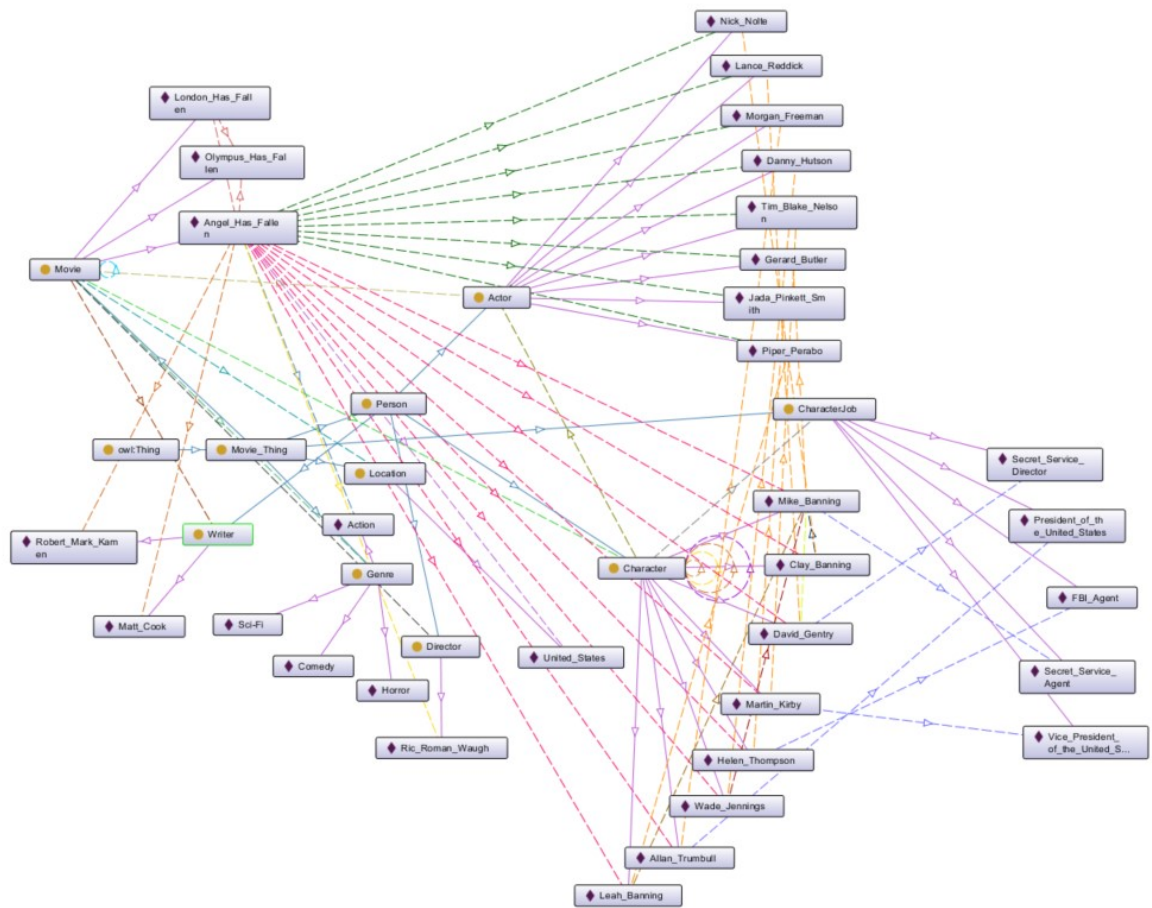 Nick_Nolte
Lance_Reddick
London_Has_Fall
en
Morgan_Freeman
Olympus_Has_Fal
len
Danny_Hutson
Tim_Blake_Nelso
n
Angel_Has_Falle
n
Gerard_Butler
Movie
Actor
Jada_Pinkett_Sm
ith
Piper_Perabo
Person
CharacterJob
owl:Thing
Movie_Thing
Location
Secret_Service_
Director
Mike_Banning
Action
President_of_th
e_United_States
Writer
Robert_Mark_Kam
en
Character
Clay_Banning
Genre
FBI_Agent
Matt_Cook
Sci-Fi
David_Gentry
Director
United_States
Comedy
Secret_Service_
Agent
Horror
Martin_Kirby
Ric_Roman_Waugh
Vice_President_
of_the_United_S...
Helen_Thompson
Wade_Jennings
Allan_Trumbull
Leah_Banning